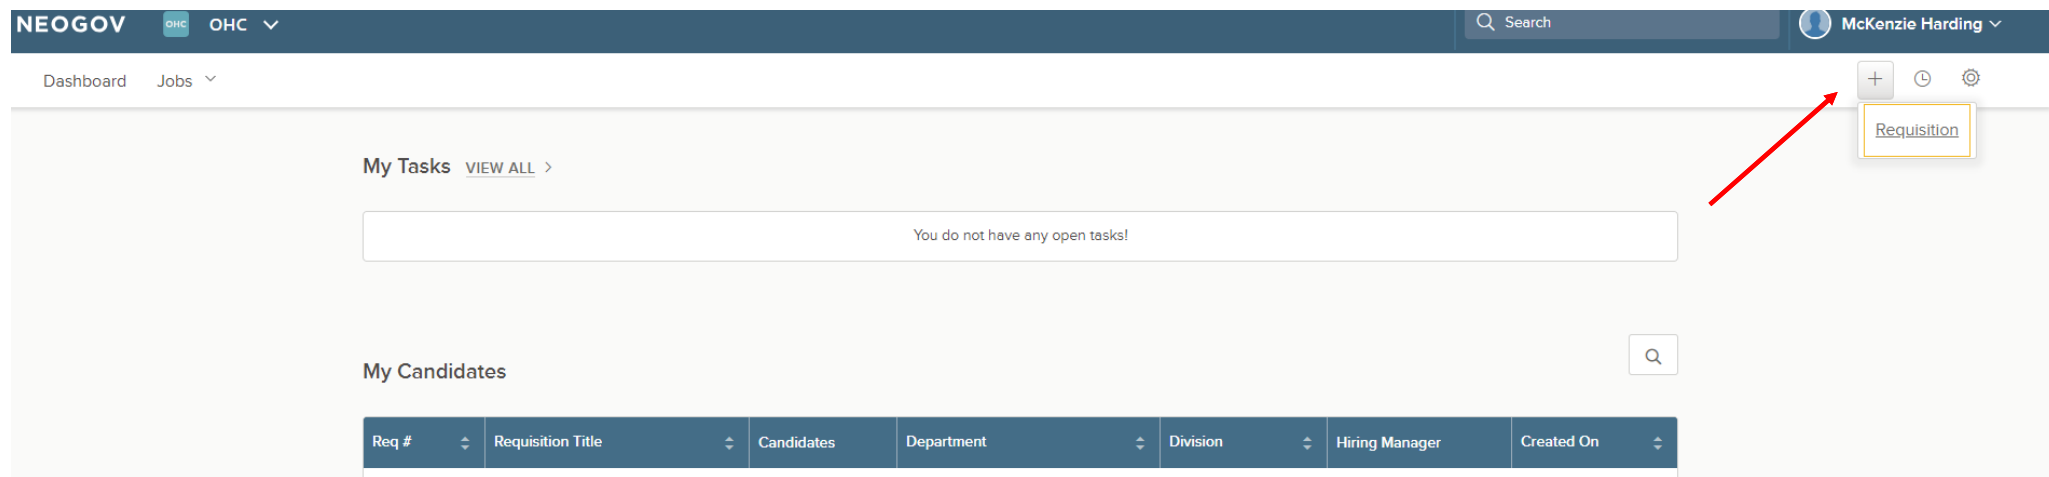 NEOGOV OHC OHC Search McKenzie Harding
Dashboard Jobs
Requisition
My Tasks VIEW ALL >
You do not have any open tasks!
My Candidates
Req # Requisition Title Candidates Department Division Hiring Manager Created On